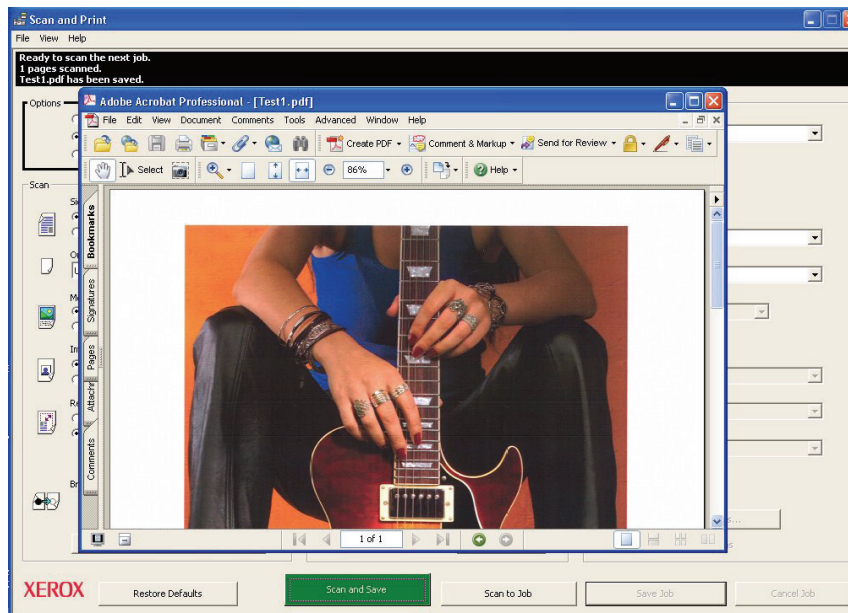 Scan and Print
File View Help
Ready to scan the next job.
1 pages scanned.
Test1.pdf has been saved.
Options
Adobe Acrobat Professional - [Test1.pdf]
File Edit View Document Comments Tools Advanced Window Help
Create PDF Comment & Markup Send for Review
Select 86% Help
Scan
Bookmarks
Signatures
Pages
Comments
1 of 1
XEROX
Restore Defaults
Scan and Save
Scan to Job
Save Job
Cancel Job